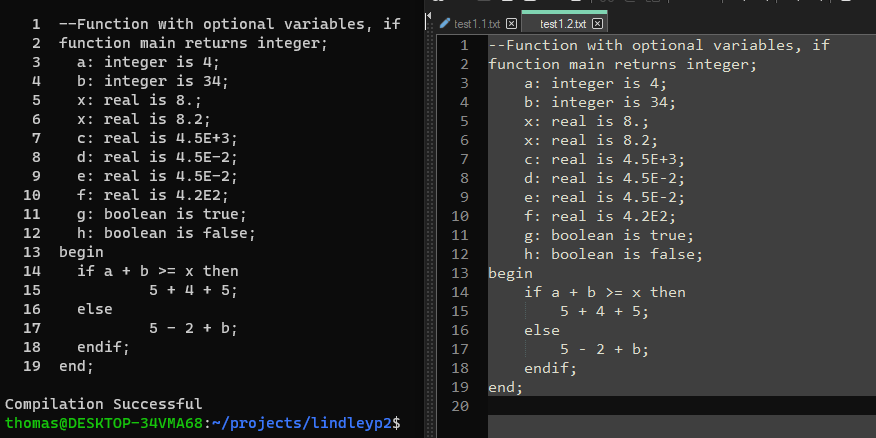 1  --Function with optional variables, if
2  function main returns integer;
3    a: integer is 4;
4    b: integer is 34;
5    x: real is 8.;
6    x: real is 8.2;
7    c: real is 4.5E+3;
8    d: real is 4.5E-2;
9    e: real is 4.5E-2;
10    f: real is 4.2E2;
11    g: boolean is true;
12    h: boolean is false;
13  begin
14    if a + b >= x then
15            5 + 4 + 5;
16    else
17            5 - 2 + b;
18    endif;
19  end;
Compilation Successful
thomas@DESKTOP-34VMA68:~/projects/lindleyp2$
test1.1.txt test1.2.txt
1  --Function with optional variables, if
2  function main returns integer;
3      a: integer is 4;
4      b: integer is 34;
5      x: real is 8.;
6      x: real is 8.2;
7      c: real is 4.5E+3;
8      d: real is 4.5E-2;
9      e: real is 4.5E-2;
10      f: real is 4.2E2;
11      g: boolean is true;
12      h: boolean is false;
13  begin
14      if a + b >= x then
15          5 + 4 + 5;
16      else
17          5 - 2 + b;
18      endif;
19  end;
20